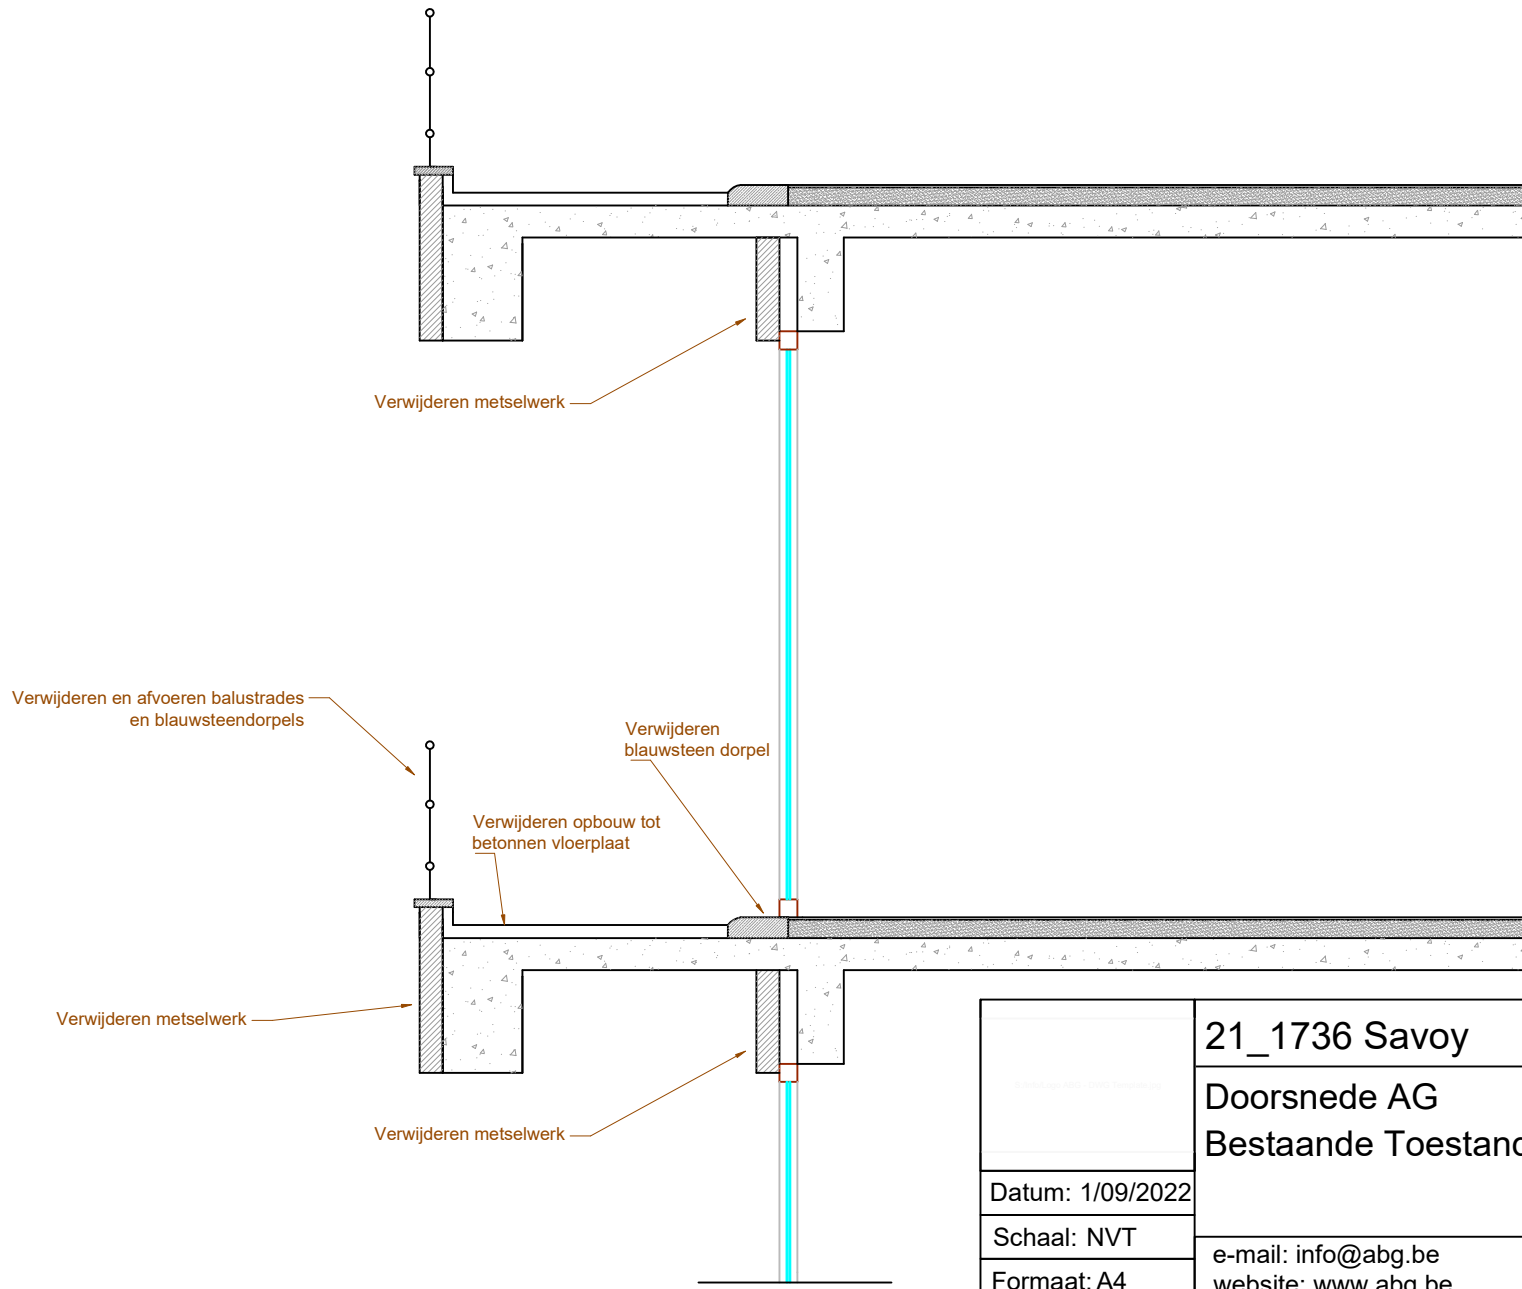 Verwijderen metselwerk
Verwijderen en afvoeren balustrades
en blauwsteendorpels
Verwijderen
blauwsteen dorpel
Verwijderen opbouw tot
betonnen vloerplaat
Verwijderen metselwerk
Verwijderen metselwerk
21_1736 Savoy
Doorsnede AG
Bestaande Toestand
Datum: 1/09/2022
Schaal: NVT
Formaat: A4
e-mail: info@abg.be
website: www.abg.be